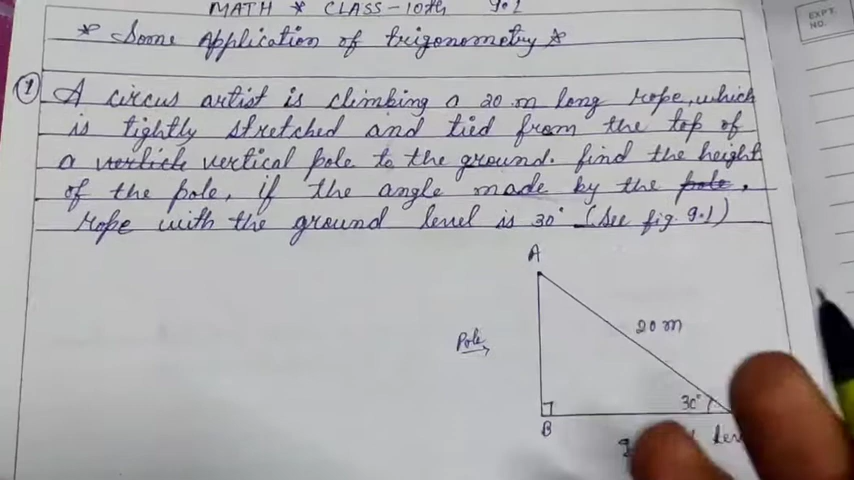 MATH * CLASS-10th 9.1
* Some Application of trigonometry *
EXPT.
NO.
(1) A circus artist is climbing a 20 m long rope, which
is tightly stretched and tied from the top of
a verticle vertical pole to the ground. find the height
of the pole, if the angle made by the pole.
rope with the ground level is 30° (See fig. 9.1)
A
20 m
Pole
30°
B